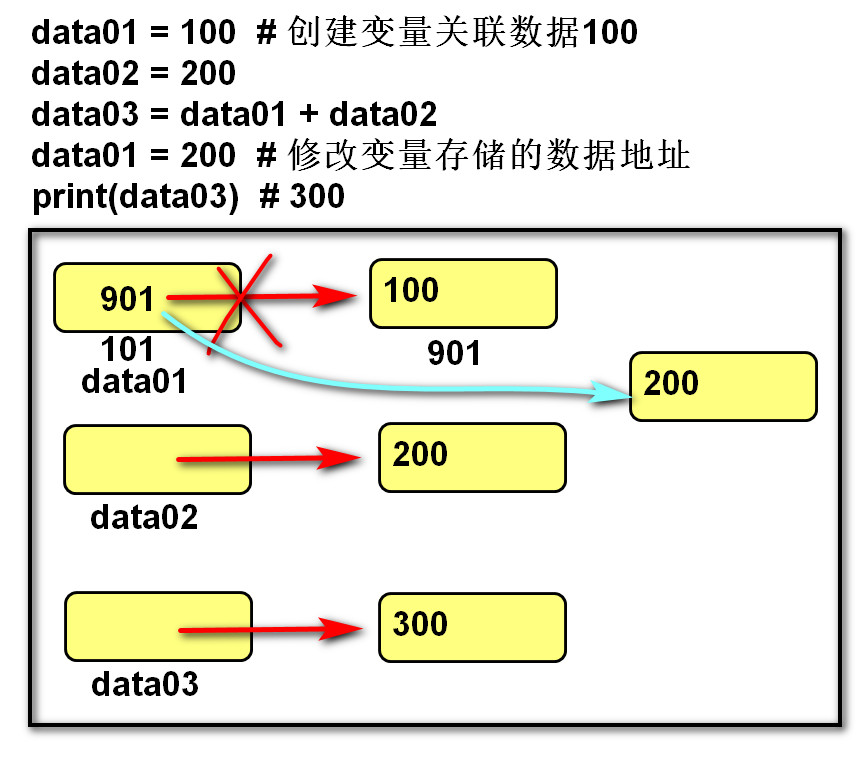 data01 = 100  # 创建变量关联数据100
data02 = 200
data03 = data01 + data02
data01 = 200  # 修改变量存储的数据地址
print(data03)  # 300
901
100
101
data01
901
200
200
data02
300
data03